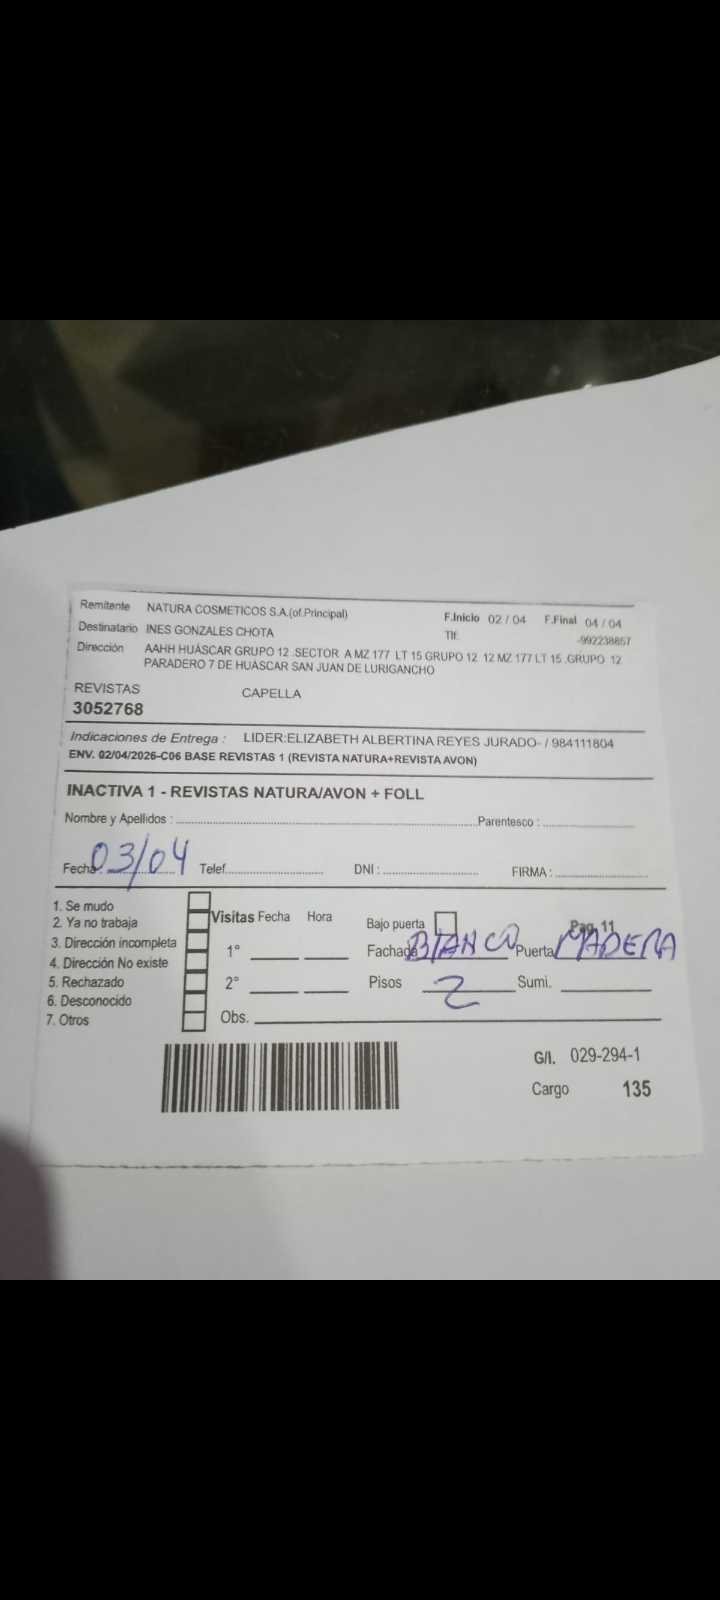 Remitente NATURA COSMETICOS S.A.(of.Principal) F.Inicio 02 / 04 F.Final 04 / 04
Destinatario INES GONZALES CHOTA Tlf. -992238857
Dirección AAHH HUÁSCAR GRUPO 12 .SECTOR A MZ 177 LT 15 GRUPO 12 12 MZ 177 LT 15 .GRUPO 12
PARADERO 7 DE HUÁSCAR SAN JUAN DE LURIGANCHO
REVISTAS CAPELLA
3052768
Indicaciones de Entrega : LIDER:ELIZABETH ALBERTINA REYES JURADO- / 984111804
ENV. 02/04/2026-C06 BASE REVISTAS 1 (REVISTA NATURA+REVISTA AVON)
INACTIVA 1 - REVISTAS NATURA/AVON + FOLL
Nombre y Apellidos : Parentesco :
Fecha 03/04 Telef. DNI : FIRMA :
1. Se mudo
2. Ya no trabaja
3. Dirección incompleta
4. Dirección No existe
5. Rechazado
6. Desconocido
7. Otros
Visitas Fecha Hora Bajo puerta Pag. 11
1° Fachada BLANCO Puerta MADERA
2° Pisos 2 Sumi.
Obs.
G/I. 029-294-1
Cargo 135